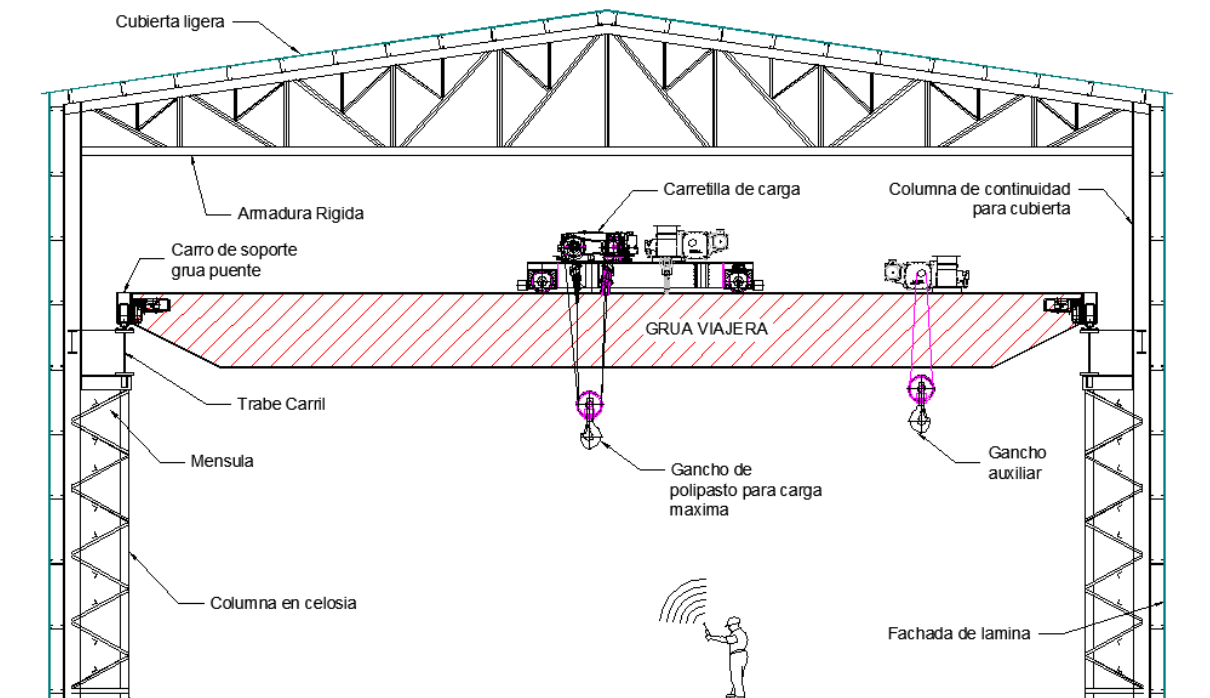 Cubierta ligera
Carretilla de carga
Columna de continuidad
para cubierta
Armadura Rigida
Carro de soporte
grua puente
GRUA VIAJERA
Trabe Carril
Mensula
Gancho de
polipasto para carga
maxima
Gancho
auxiliar
Columna en celosia
Fachada de lamina